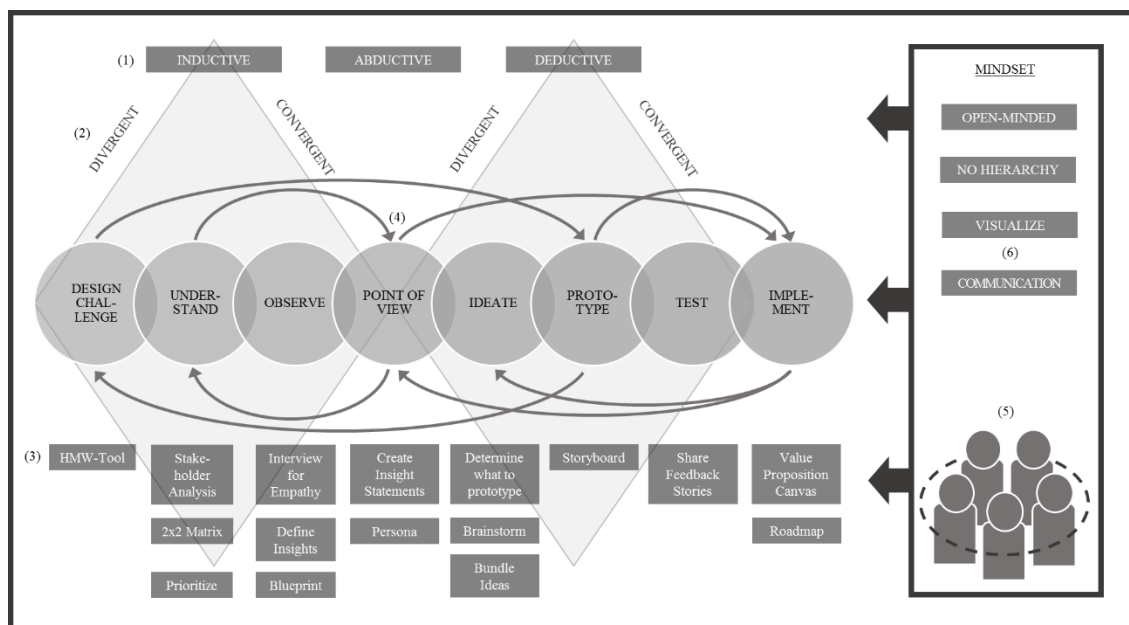 (1)
INDUCTIVE
ABDUCTIVE
DEDUCTIVE
(2)
DIVERGENT
CONVERGENT
DIVERGENT
CONVERGENT
(4)
DESIGN
CHAL-
LENGE
UNDER-
STAND
OBSERVE
POINT OF
VIEW
IDEATE
PROTO-
TYPE
TEST
IMPLE-
MENT
(3)
HMW-Tool
Stake-
holder
Analysis
2x2 Matrix
Prioritize
Interview
for
Empathy
Define
Insights
Blueprint
Create
Insight
Statements
Persona
Determine
what to
prototype
Brainstorm
Bundle
Ideas
Storyboard
Share
Feedback
Stories
Value
Proposition
Canvas
Roadmap
MINDSET
OPEN-MINDED
NO HIERARCHY
VISUALIZE
(6)
COMMUNICATION
(5)